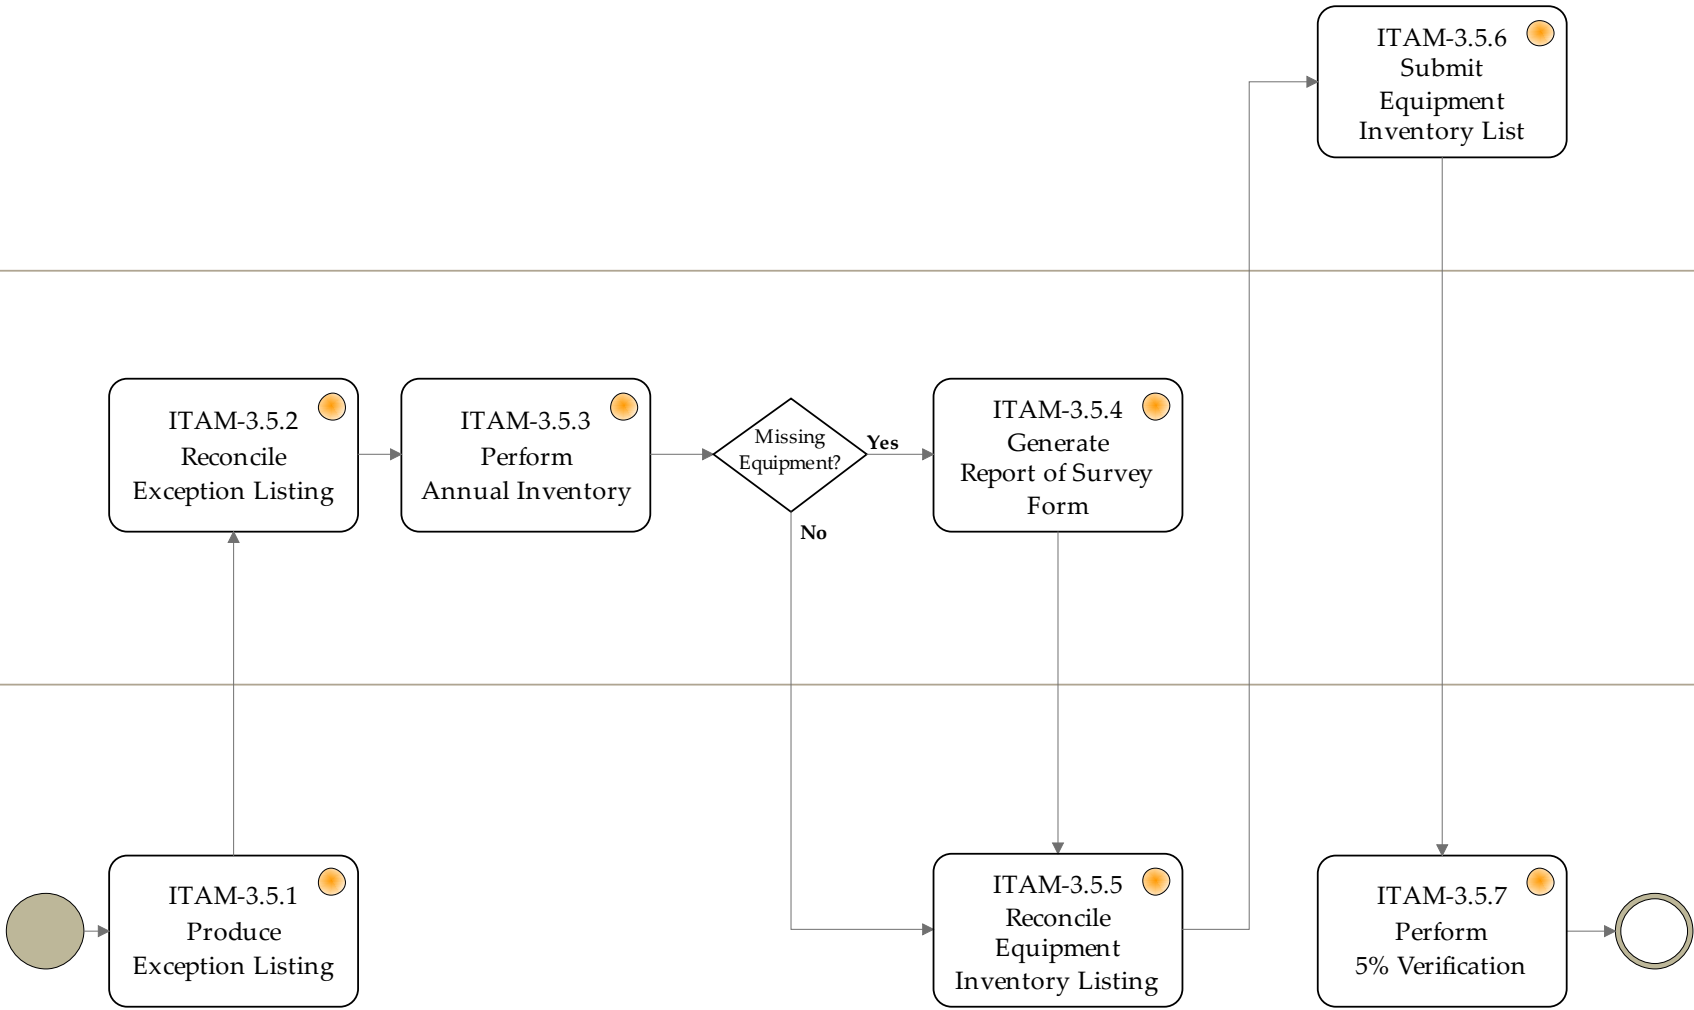 ITAM-3.5.6
Submit
Equipment
Inventory List
ITAM-3.5.2
Reconcile
Exception Listing
ITAM-3.5.3
Perform
Annual Inventory
Missing
Equipment?
Yes
No
ITAM-3.5.4
Generate
Report of Survey
Form
ITAM-3.5.1
Produce
Exception Listing
ITAM-3.5.5
Reconcile
Equipment
Inventory Listing
ITAM-3.5.7
Perform
5% Verification